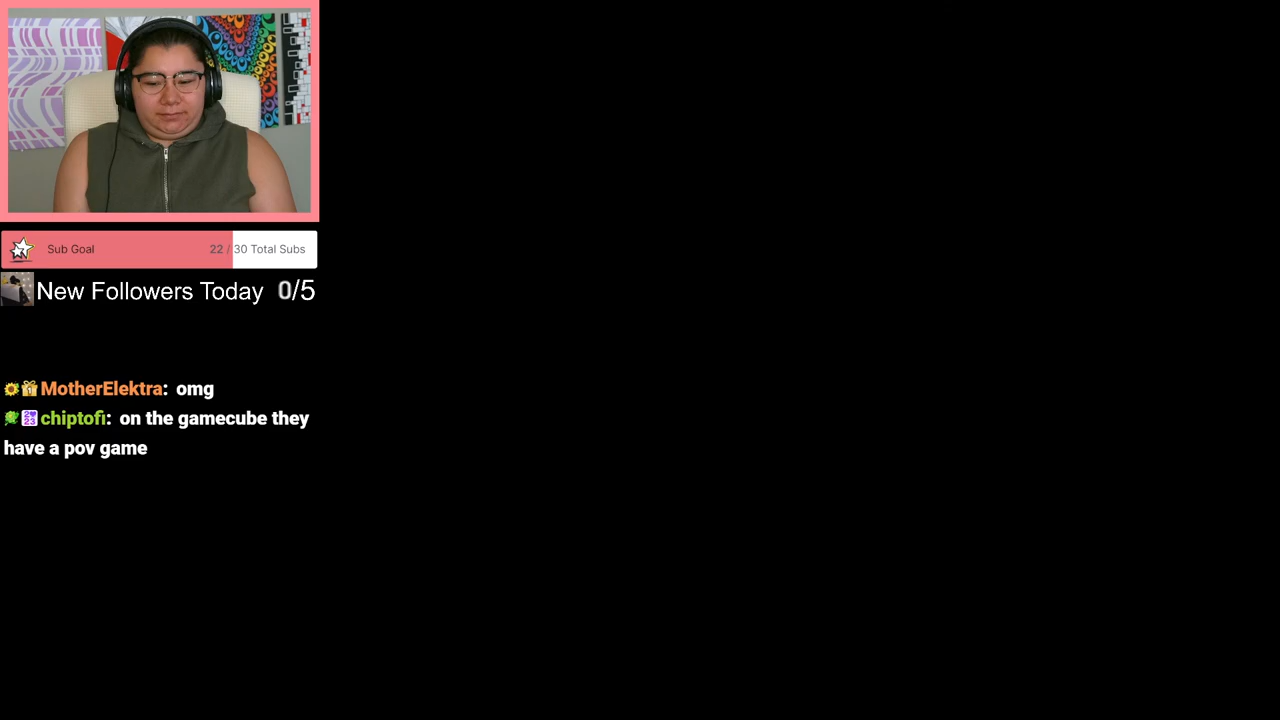 Sub Goal 22 / 30 Total Subs
New Followers Today 0/5
MotherElektra: omg
chiptofi: on the gamecube they
have a pov game